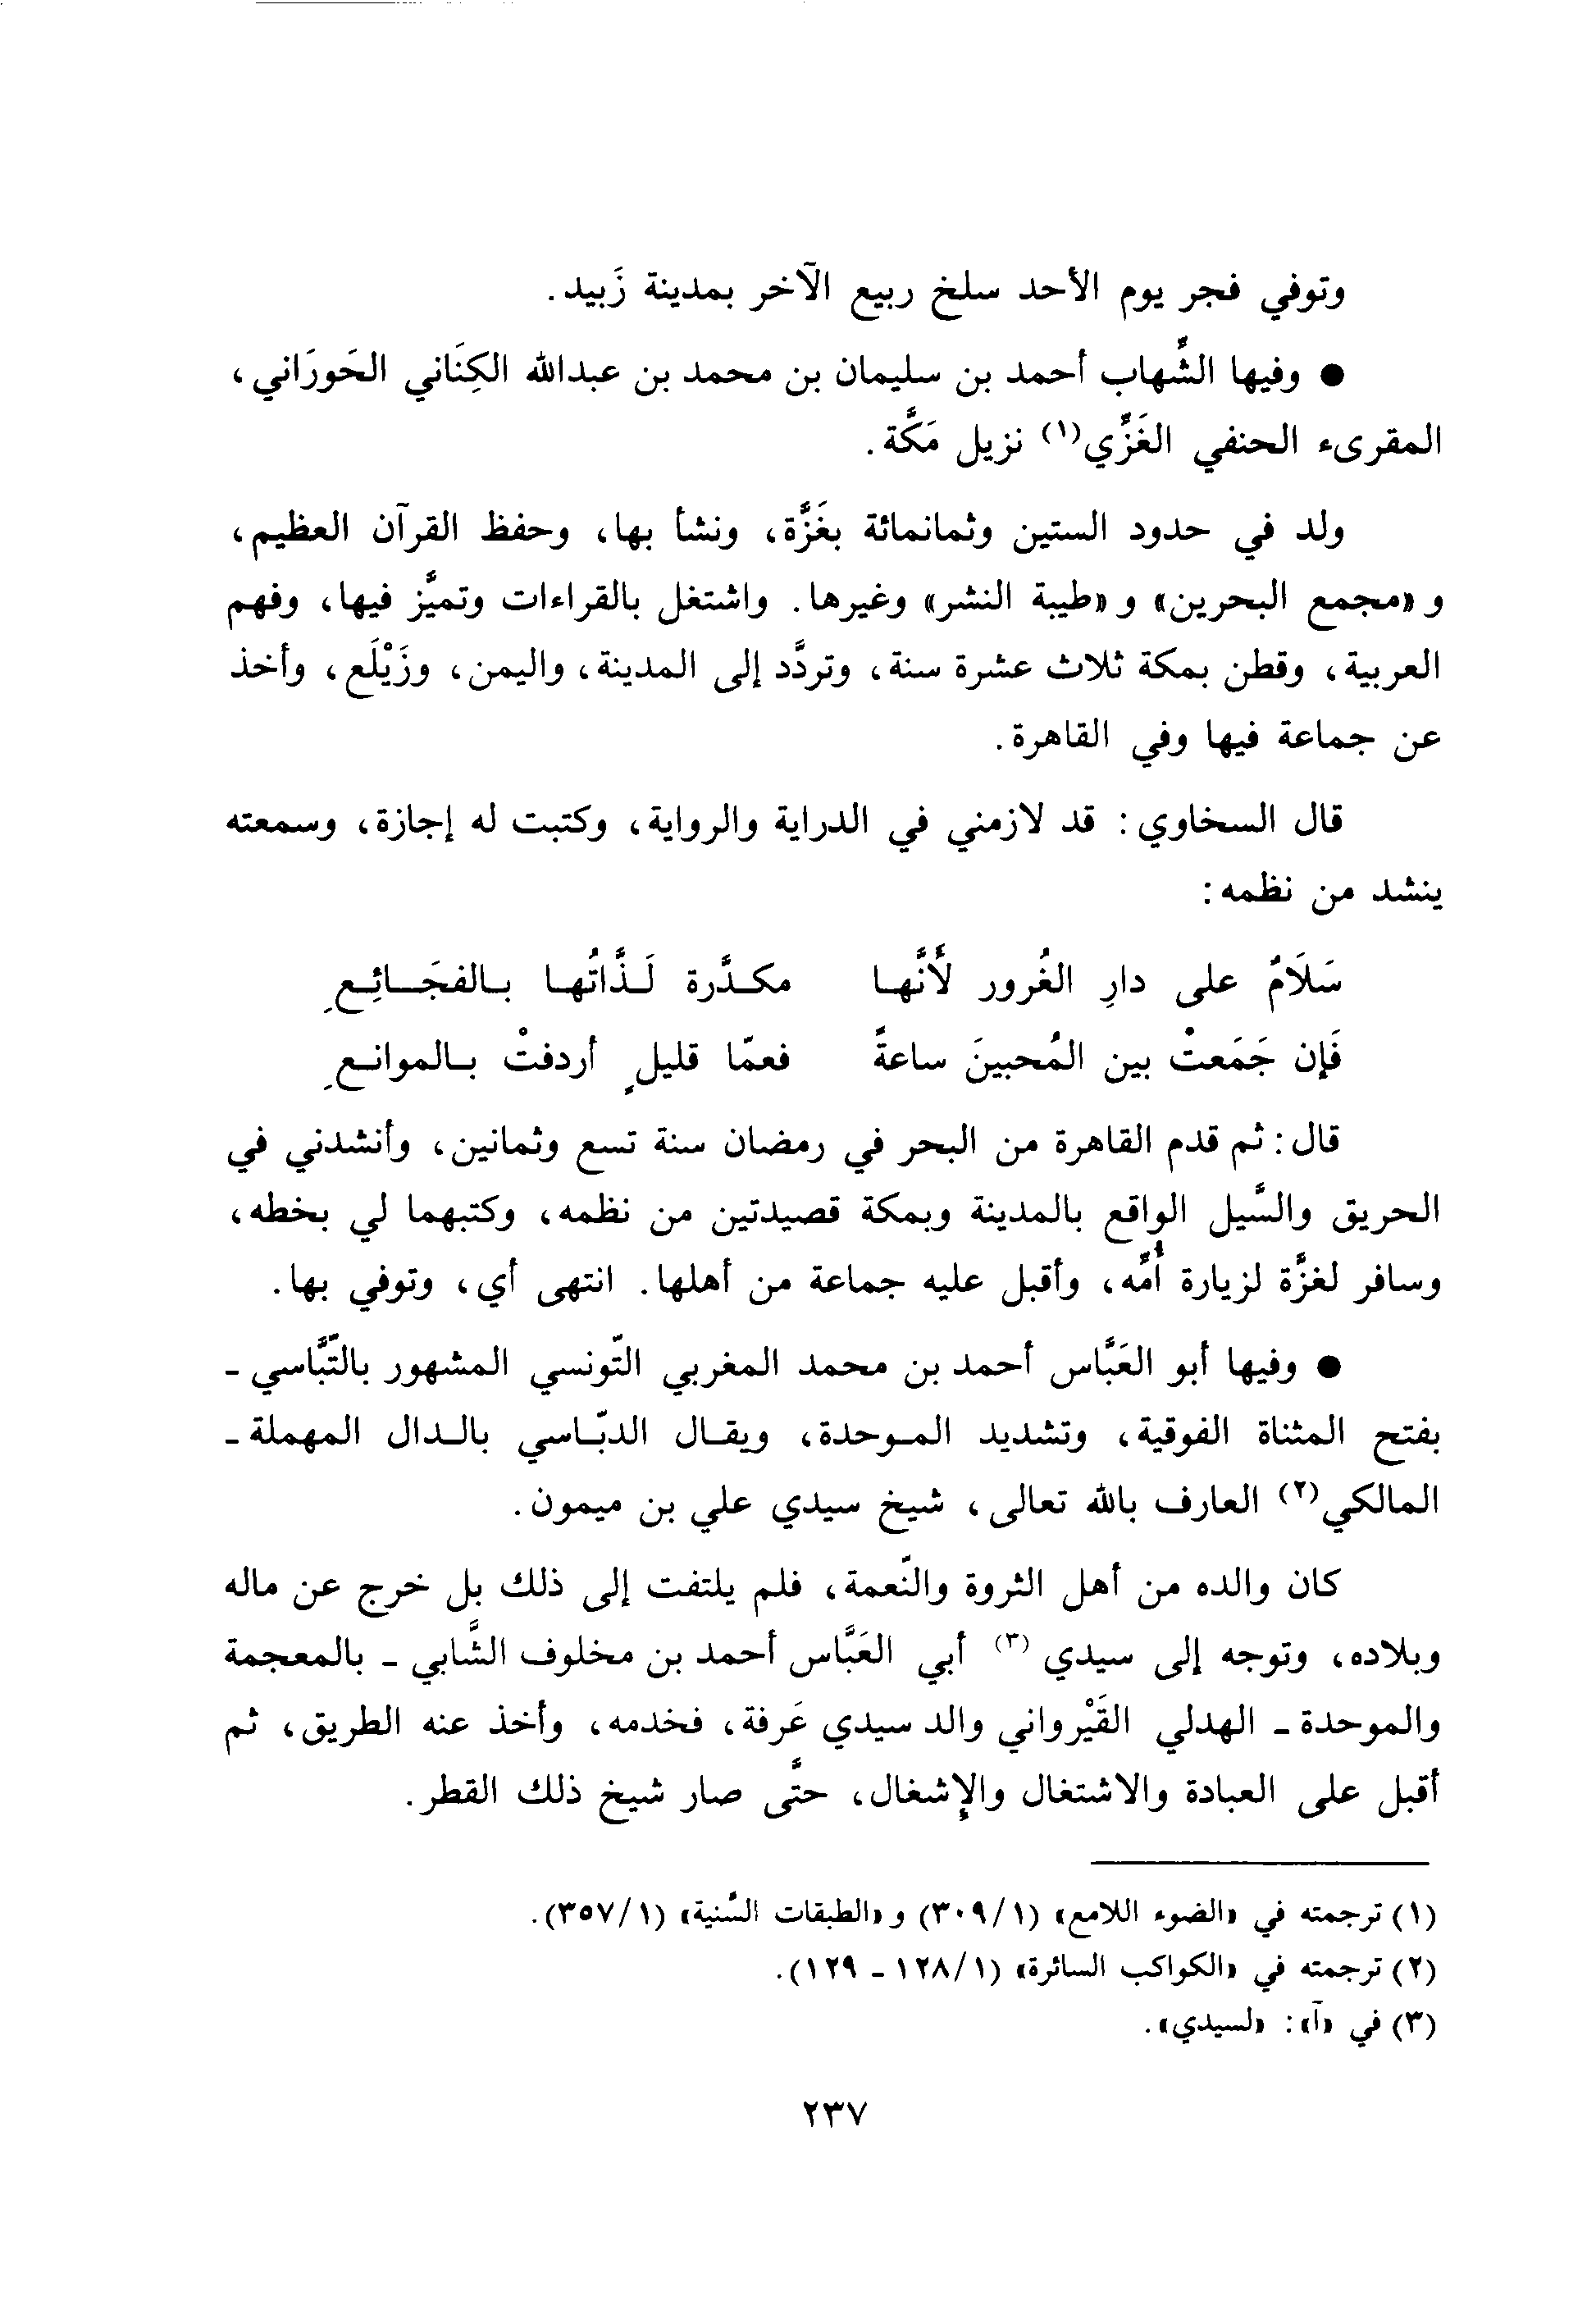 وتوفي فجر يوم الأحد سلخ ربيع الآخر بمدينة زَبيد.
● وفيها الشِّهاب أحمد بن سليمان بن محمد بن عبدالله الكِنَاني الحَورَاني،
المقرىء الحنفي الغَزِّي(١) نزيل مَكَّة.
ولد في حدود الستين وثمانمائة بغَزَّة، ونشأ بها، وحفظ القرآن العظيم،
و «مجمع البحرين» و «طيبة النشر» وغيرها. واشتغل بالقراءات وتميَّز فيها، وفهم
العربية، وقطن بمكة ثلاث عشرة سنة، وتردَّد إلى المدينة، واليمن، وزَيْلَع، وأخذ
عن جماعة فيها وفي القاهرة.
قال السخاوي: قد لازمني في الدراية والرواية، وكتبت له إجازة، وسمعته
ينشد من نظمه:
سَلَامٌ على دارِ الغُرور لأَنَّهـا مكـدَّرة لَـذَّاتُهـا بـالفجَـائِـعِ
فَإن جَمَعتْ بين المُحبينَ ساعةً فعمّا قليلٍ أردفتْ بـالموانـعِ
قال: ثم قدم القاهرة من البحر في رمضان سنة تسع وثمانين، وأنشدني في
الحريق والسَّيل الواقع بالمدينة وبمكة قصيدتين من نظمه، وكتبهما لي بخطه،
وسافر لغزَّة لزيارة أُمِّه، وأقبل عليه جماعة من أهلها. انتهى أي، وتوفي بها.
● وفيها أبو العَبَّاس أحمد بن محمد المغربي التّونسي المشهور بالتّبَّاسي ـ
بفتح المثناة الفوقية، وتشديد المـوحدة، ويقـال الدبّـاسي بالـدال المهملة ـ
المالكي(٢) العارف بالله تعالى، شيخ سيدي علي بن ميمون.
كان والده من أهل الثروة والنّعمة، فلم يلتفت إلى ذلك بل خرج عن ماله
وبلاده، وتوجه إلى سيدي (٣) أبي العَبَّاس أحمد بن مخلوف الشَّابي ـ بالمعجمة
والموحدة ـ الهدلي القَيْرواني والد سيدي عَرفة، فخدمه، وأخذ عنه الطريق، ثم
أقبل على العبادة والاشتغال والإشغال، حتَّى صار شيخ ذلك القطر.
(١) ترجمته في «الضوء اللامع» (٣٠٩/١) و «الطبقات السَّنية» (٣٥٧/١).
(٢) ترجمته في «الكواكب السائرة» (١٢٨/١ ـ ١٢٩).
(٣) في «آ»: «لسيدي».
٢٣٧